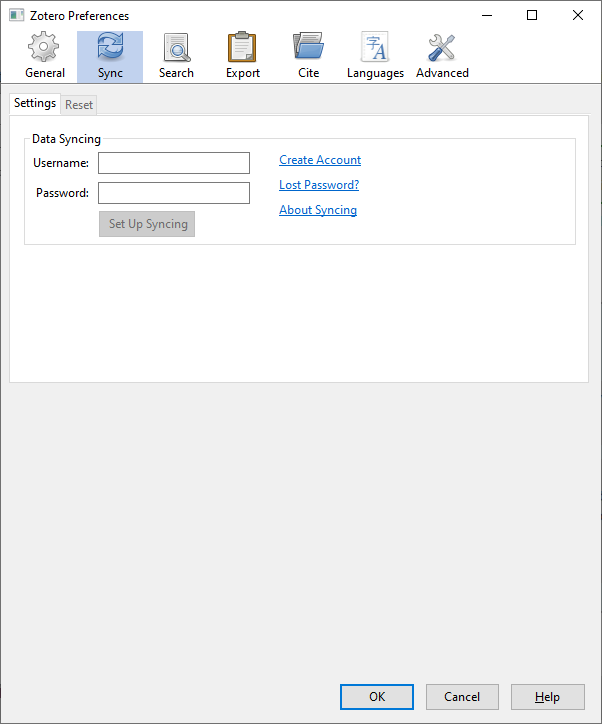 Zotero Preferences
General Sync Search Export Cite 字 A Languages Advanced
Settings Reset
Data Syncing
Username: Create Account
Password: Lost Password?
Set Up Syncing About Syncing
OK Cancel Help